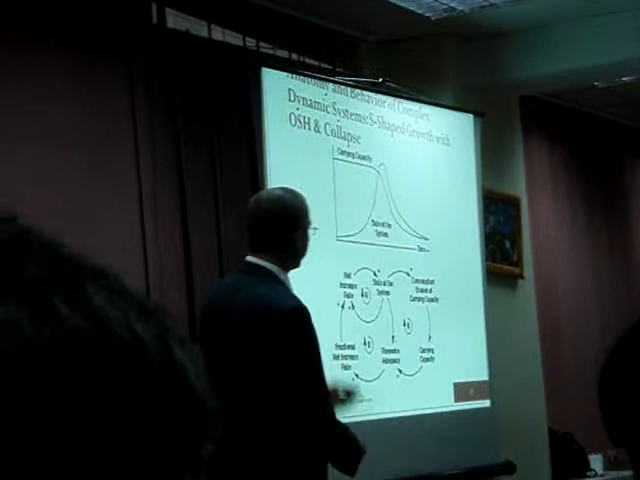 Anatomy and Behavior of Complex
Dynamic Systems: S-Shaped Growth with
OSH & Collapse
Carrying Capacity
State of the
System
Time
Net
Increase
Rate
State of the
System
Consumption/
Erosion of
Carrying Capacity
Fractional
Net Increase
Rate
Resource
Adequacy
Carrying
Capacity